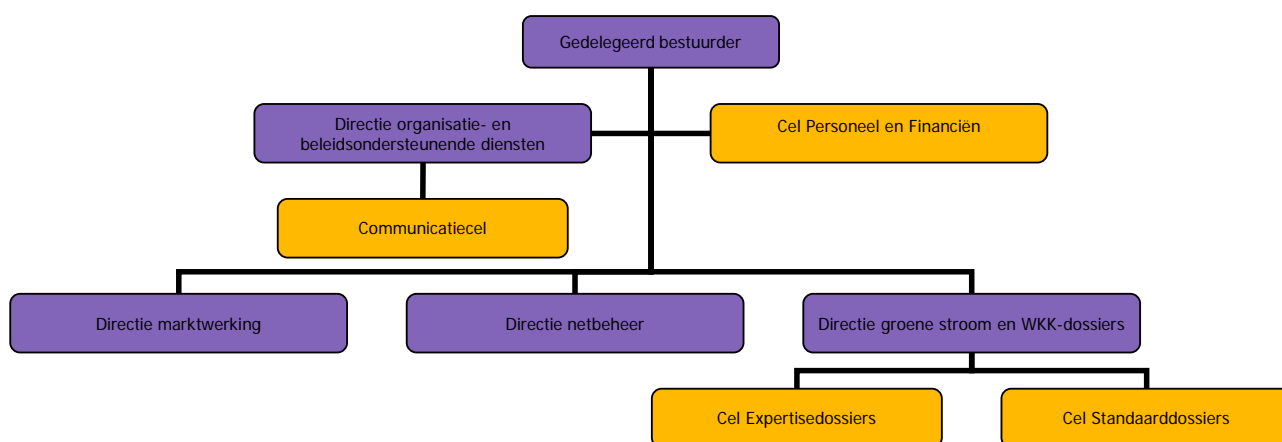 Gedelegeerd bestuurder
Directie organisatie- en
beleidsondersteunende diensten
Cel Personeel en Financiën
Communicatiecel
Directie marktwerking
Directie netbeheer
Directie groene stroom en WKK-dossiers
Cel Expertisedossiers
Cel Standaarddossiers